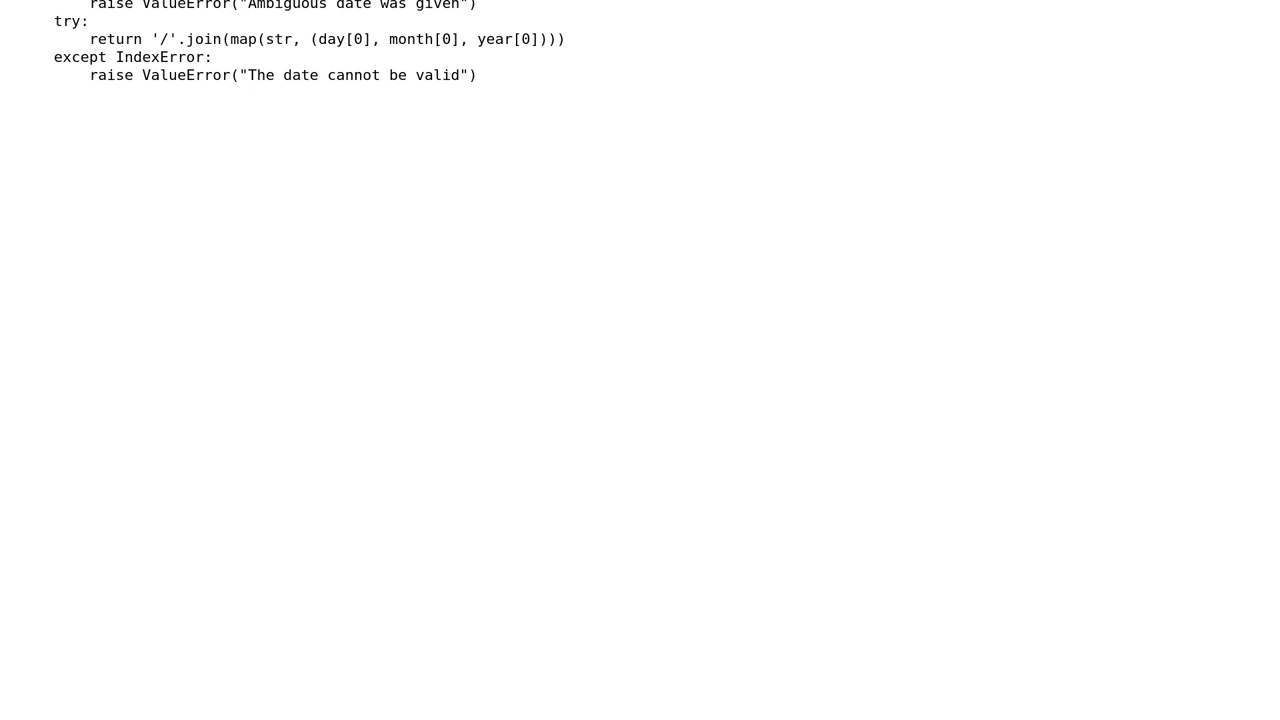 raise ValueError("Ambiguous date was given")
    try:
        return '/'.join(map(str, (day[0], month[0], year[0])))
    except IndexError:
        raise ValueError("The date cannot be valid")